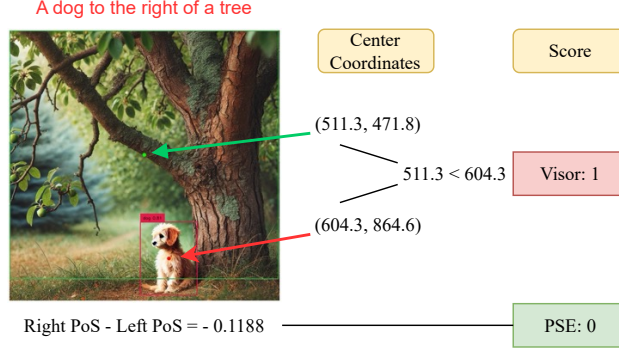 A dog to the right of a tree
Center
Coordinates
Score
(511.3, 471.8)
511.3 < 604.3
Visor: 1
(604.3, 864.6)
Right PoS - Left PoS = - 0.1188
PSE: 0